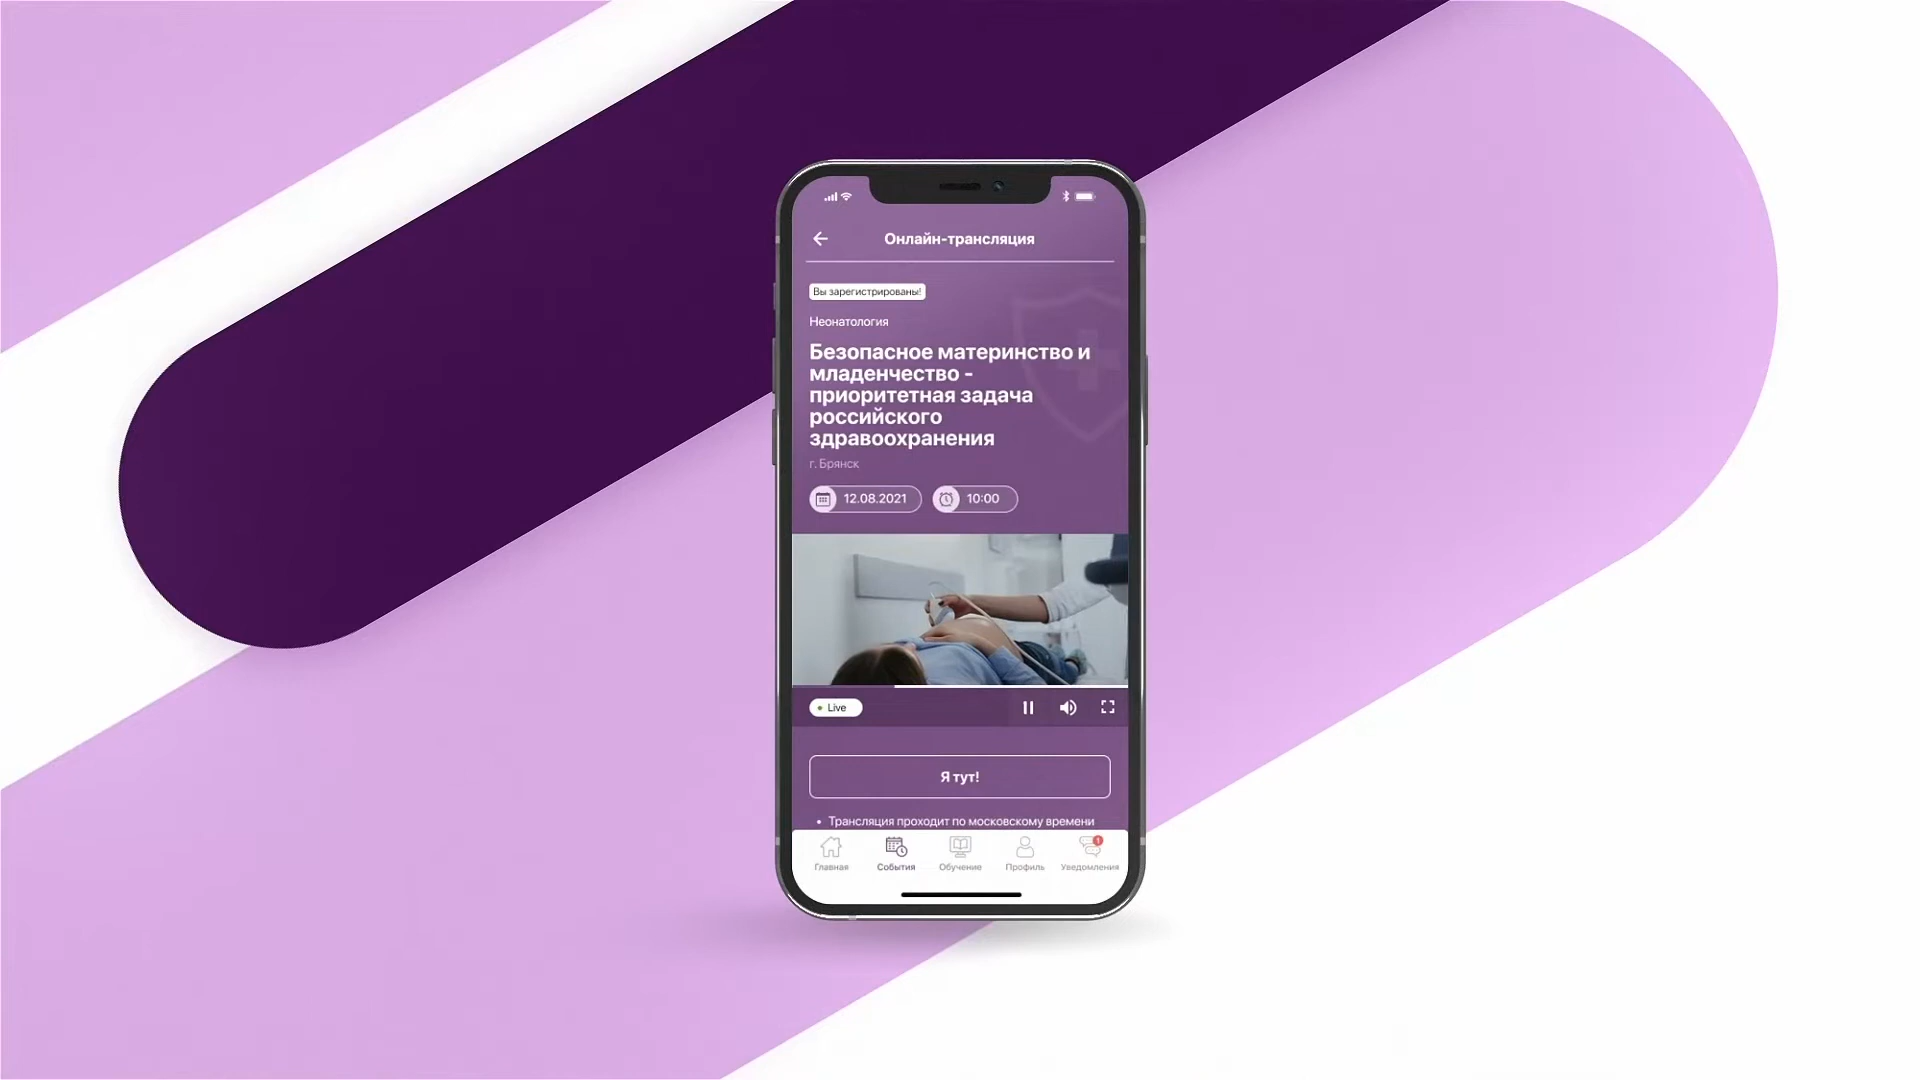 Онлайн-трансляция
Вы зарегистрированы!
Неонатология
Безопасное материнство и
младенчество -
приоритетная задача
российского
здравоохранения
г. Брянск
12.08.2021 10:00
Live
Я тут!
• Трансляция проходит по московскому времени
Главная События Обучение Профиль Уведомления
1